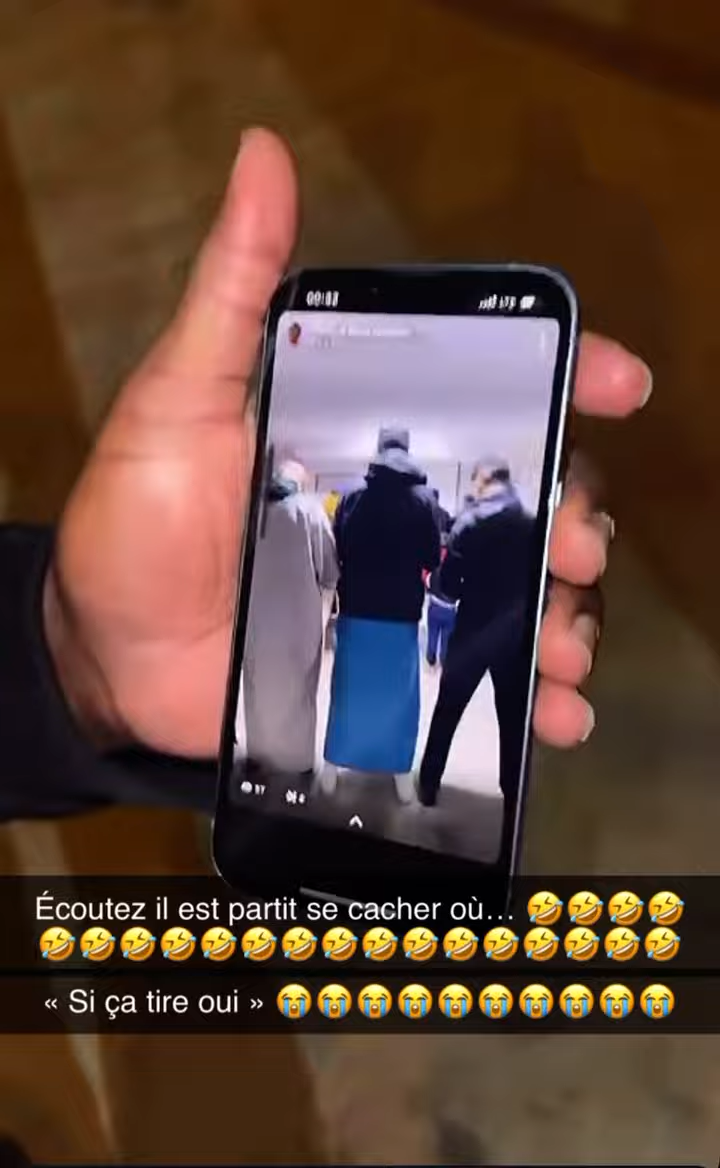 Écoutez il est partit se cacher où… 🤣🤣🤣🤣
🤣🤣🤣🤣🤣🤣🤣🤣🤣🤣🤣🤣🤣🤣🤣🤣
« Si ça tire oui » 😭😭😭😭😭😭😭😭😭😭